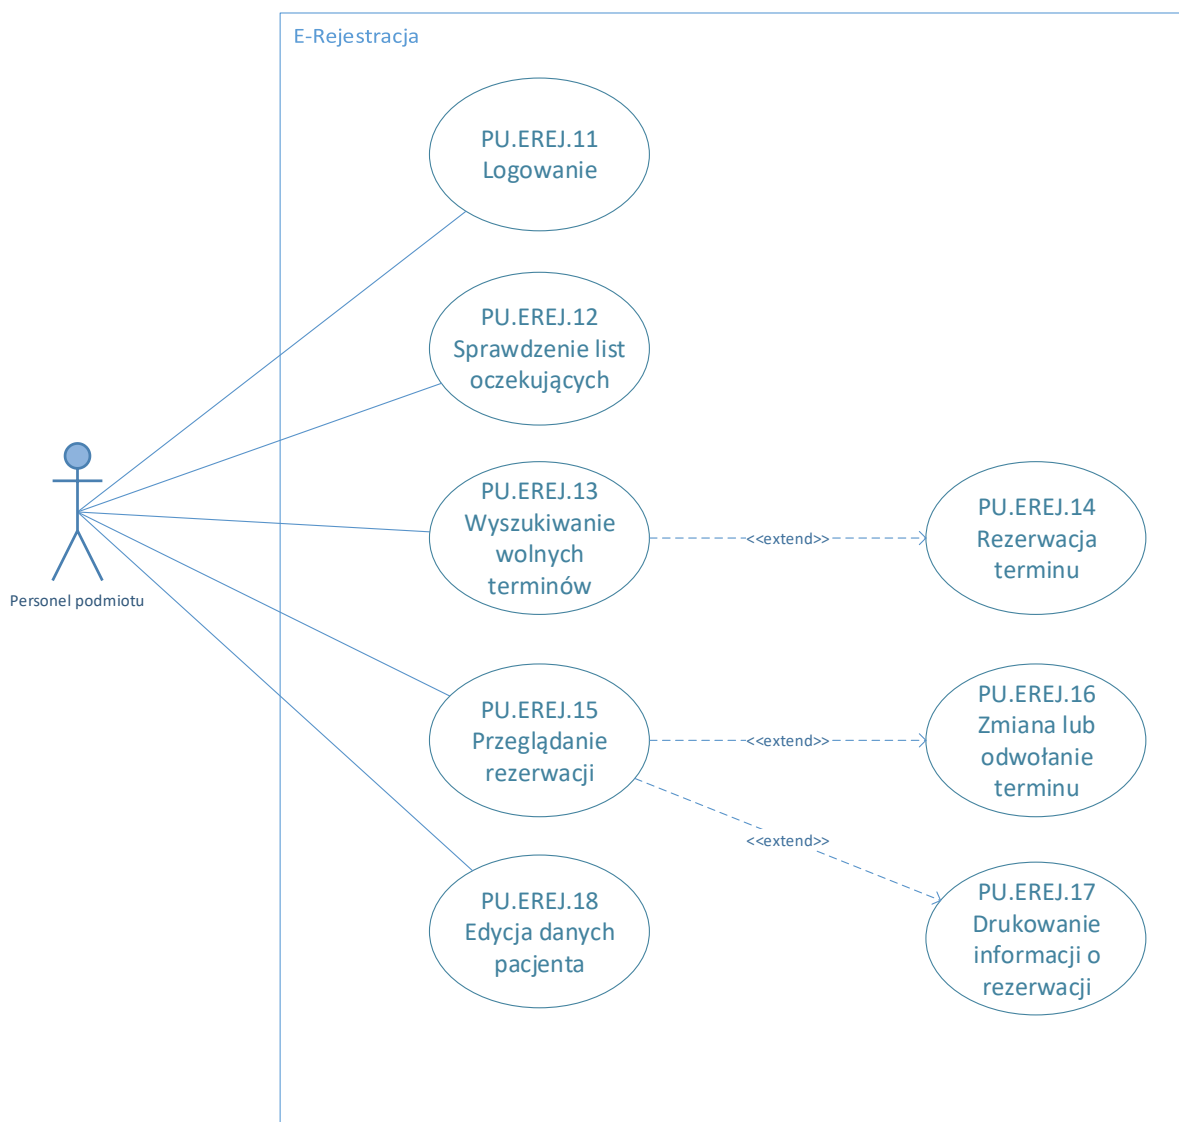 E-Rejestracja
PU.EREJ.11
Logowanie
PU.EREJ.12
Sprawdzenie list
oczekujących
PU.EREJ.13
Wyszukiwanie
wolnych
terminów
<<extend>>
PU.EREJ.14
Rezerwacja
terminu
Personel podmiotu
PU.EREJ.15
Przeglądanie
rezerwacji
<<extend>>
PU.EREJ.16
Zmiana lub
odwołanie
terminu
<<extend>>
PU.EREJ.18
Edycja danych
pacjenta
PU.EREJ.17
Drukowanie
informacji o
rezerwacji